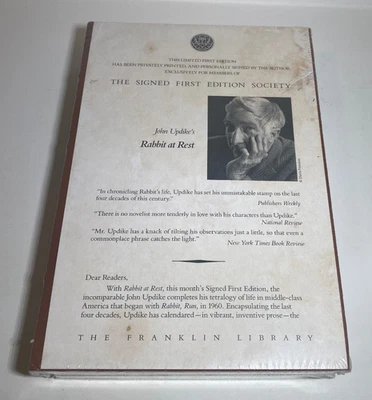 THIS LIMITED FIRST EDITION
HAS BEEN PRIVATELY PRINTED, AND PERSONALLY SIGNED BY THE AUTHOR,
EXCLUSIVELY FOR MEMBERS OF
THE SIGNED FIRST EDITION SOCIETY
John Updike's
Rabbit at Rest
"In chronicling Rabbit's life, Updike has set his unmistakable stamp on the last
four decades of this century."
Publishers Weekly
"There is no novelist more tenderly in love with his characters than Updike."
National Review
"Mr. Updike has a knack of tilting his observations just a little, so that even a
commonplace phrase catches the light."
New York Times Book Review
Dear Readers,
With Rabbit at Rest, this month's Signed First Edition, the
incomparable John Updike completes his tetralogy of life in middle-class
America that began with Rabbit, Run, in 1960. Encapsulating the last
four decades, Updike has calendared—in vibrant, inventive prose—the
THE FRANKLIN LIBRARY